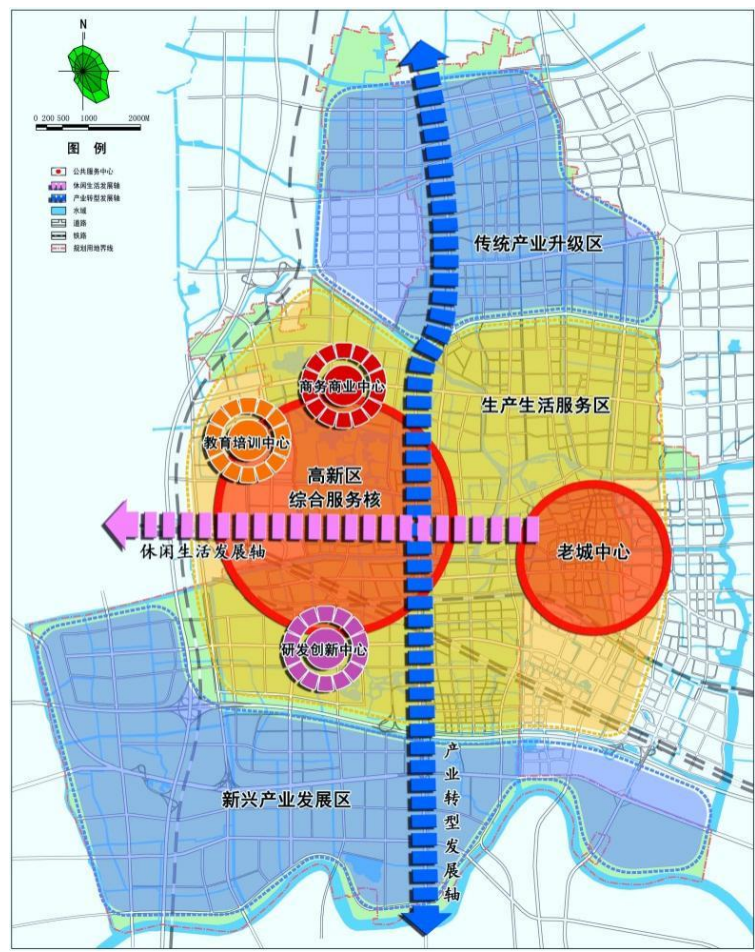 N
0 200 500 1000 2000M
图 例
公共服务中心
休闲生活发展轴
产业转型发展轴
水域
道路
铁路
规划用地界线
传统产业升级区
商务商业中心
生产生活服务区
教育培训中心
高新区
综合服务核
老城中心
休闲生活发展轴
研发创新中心
新兴产业发展区
产业转型发展轴